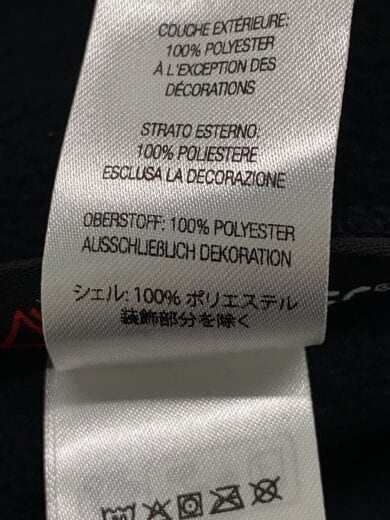 COUCHE EXTÉRIEURE:
100% POLYESTER
À L'EXCEPTION DES
DÉCORATIONS
STRATO ESTERNO:
100% POLIESTERE
ESCLUSA LA DECORAZIONE
OBERSTOFF: 100% POLYESTER
AUSSCHLIEßLICH DEKORATION
シェル: 100% ポリエステル
装飾部分を除く